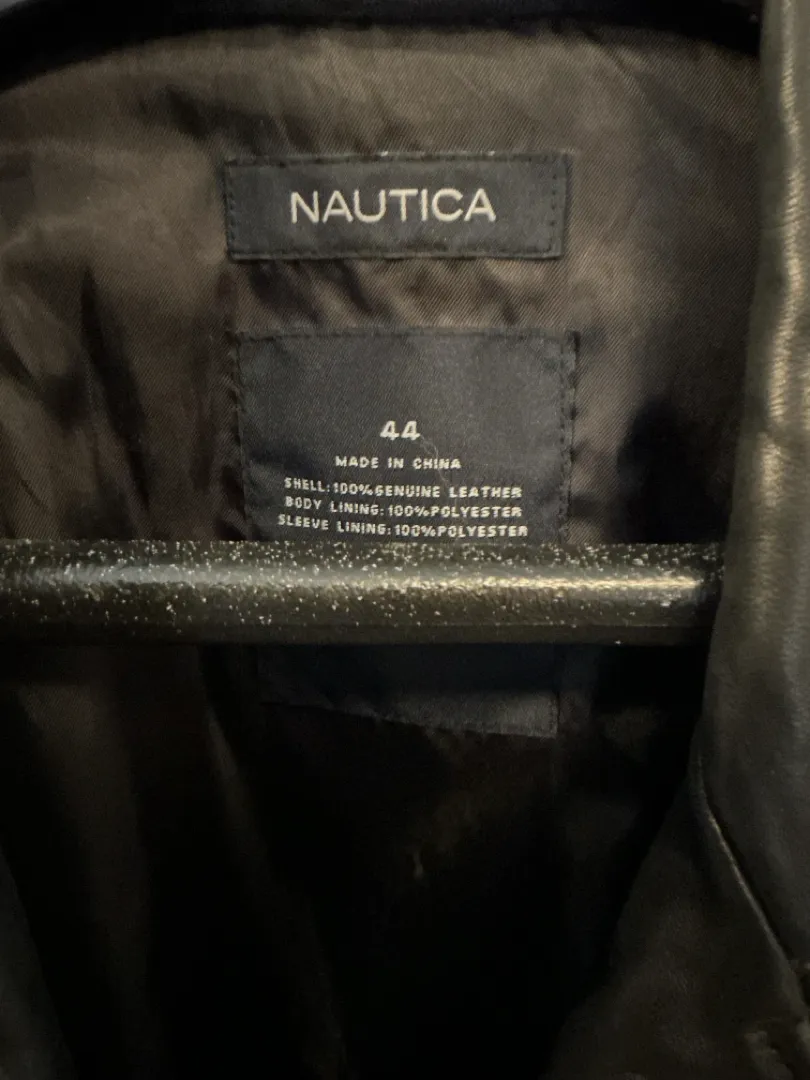 NAUTICA
44
MADE IN CHINA
SHELL:100%GENUINE LEATHER
BODY LINING:100%POLYESTER
SLEEVE LINING:100%POLYESTER